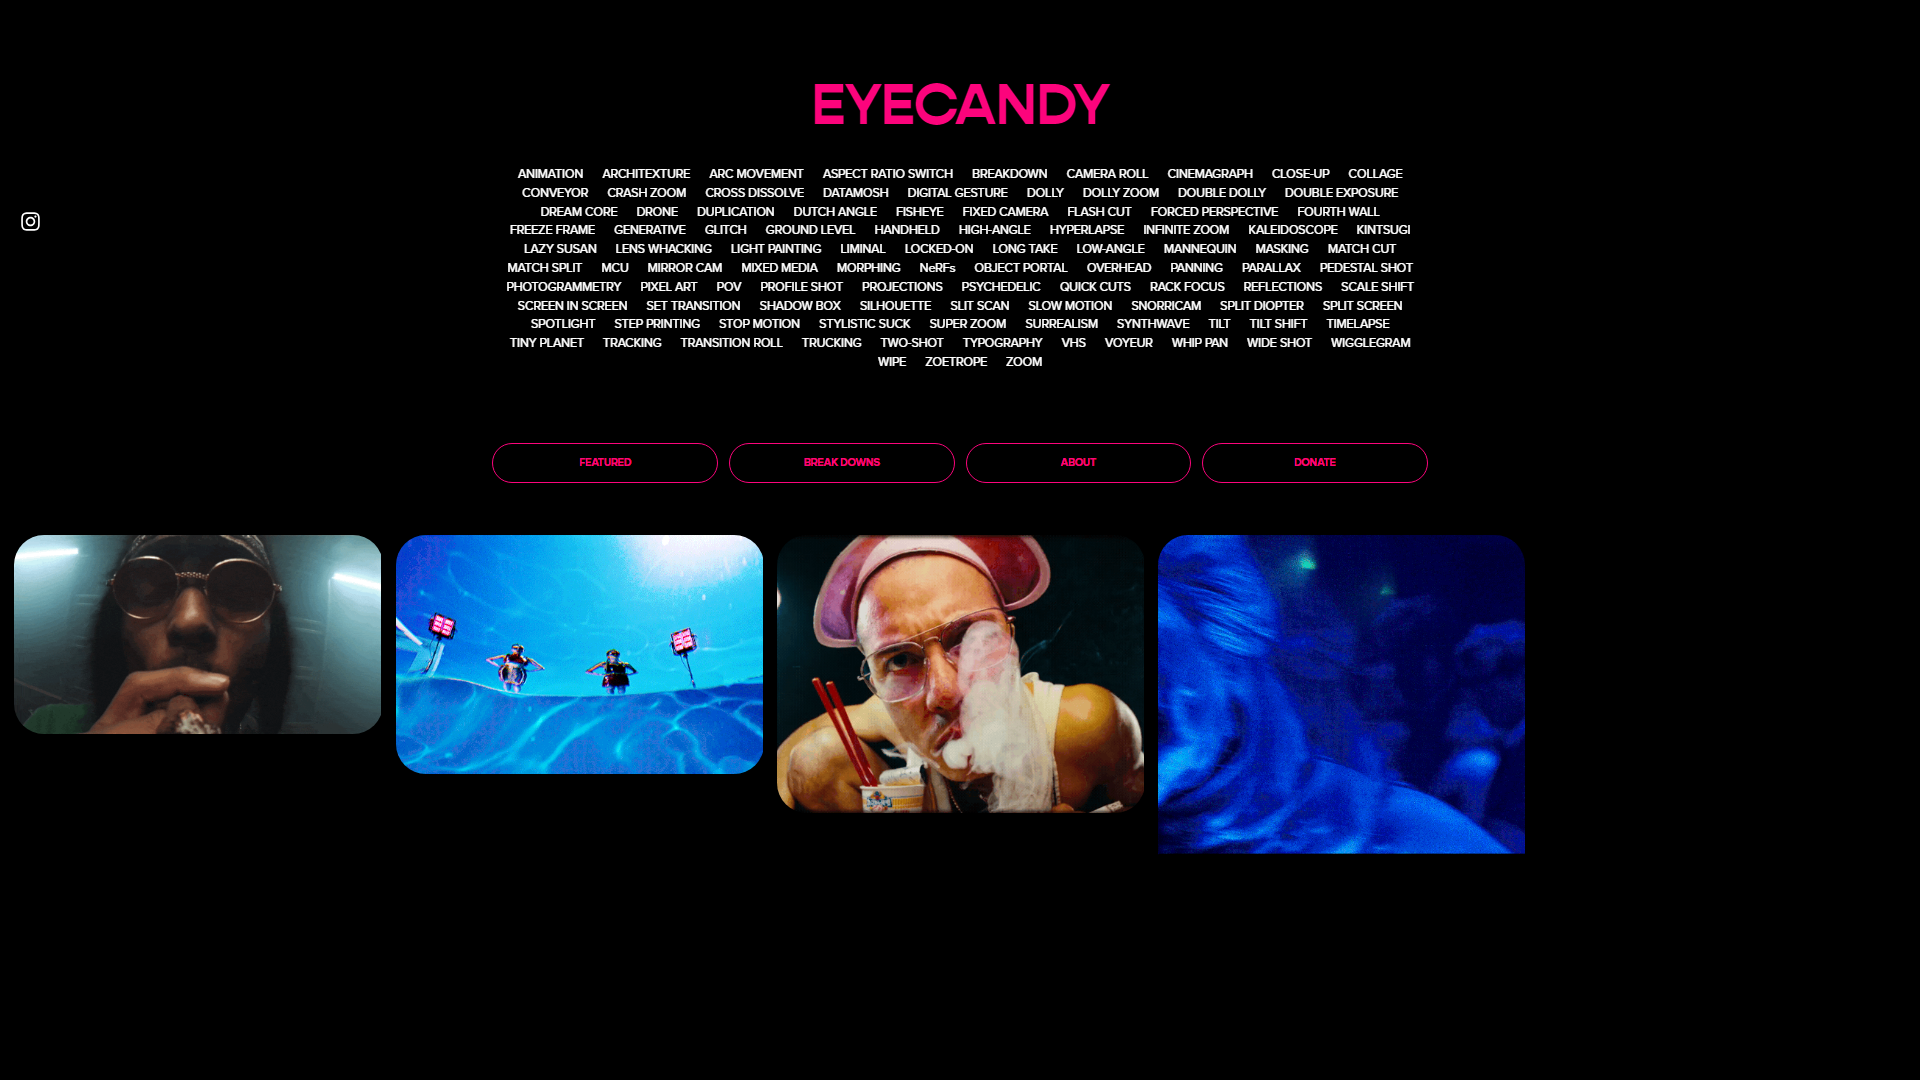 EYECANDY
ANIMATION ARCHITEXTURE ARC MOVEMENT ASPECT RATIO SWITCH BREAKDOWN CAMERA ROLL CINEMAGRAPH CLOSE-UP COLLAGE
CONVEYOR CRASH ZOOM CROSS DISSOLVE DATAMOSH DIGITAL GESTURE DOLLY DOLLY ZOOM DOUBLE DOLLY DOUBLE EXPOSURE
DREAM CORE DRONE DUPLICATION DUTCH ANGLE FISHEYE FIXED CAMERA FLASH CUT FORCED PERSPECTIVE FOURTH WALL
FREEZE FRAME GENERATIVE GLITCH GROUND LEVEL HANDHELD HIGH-ANGLE HYPERLAPSE INFINITE ZOOM KALEIDOSCOPE KINTSUGI
LAZY SUSAN LENS WHACKING LIGHT PAINTING LIMINAL LOCKED-ON LONG TAKE LOW-ANGLE MANNEQUIN MASKING MATCH CUT
MATCH SPLIT MCU MIRROR CAM MIXED MEDIA MORPHING NeRFs OBJECT PORTAL OVERHEAD PANNING PARALLAX PEDESTAL SHOT
PHOTOGRAMMETRY PIXEL ART POV PROFILE SHOT PROJECTIONS PSYCHEDELIC QUICK CUTS RACK FOCUS REFLECTIONS SCALE SHIFT
SCREEN IN SCREEN SET TRANSITION SHADOW BOX SILHOUETTE SLIT SCAN SLOW MOTION SNORRICAM SPLIT DIOPTER SPLIT SCREEN
SPOTLIGHT STEP PRINTING STOP MOTION STYLISTIC SUCK SUPER ZOOM SURREALISM SYNTHWAVE TILT TILT SHIFT TIMELAPSE
TINY PLANET TRACKING TRANSITION ROLL TRUCKING TWO-SHOT TYPOGRAPHY VHS VOYEUR WHIP PAN WIDE SHOT WIGGLEGRAM
WIPE ZOETROPE ZOOM
FEATURED BREAK DOWNS ABOUT DONATE